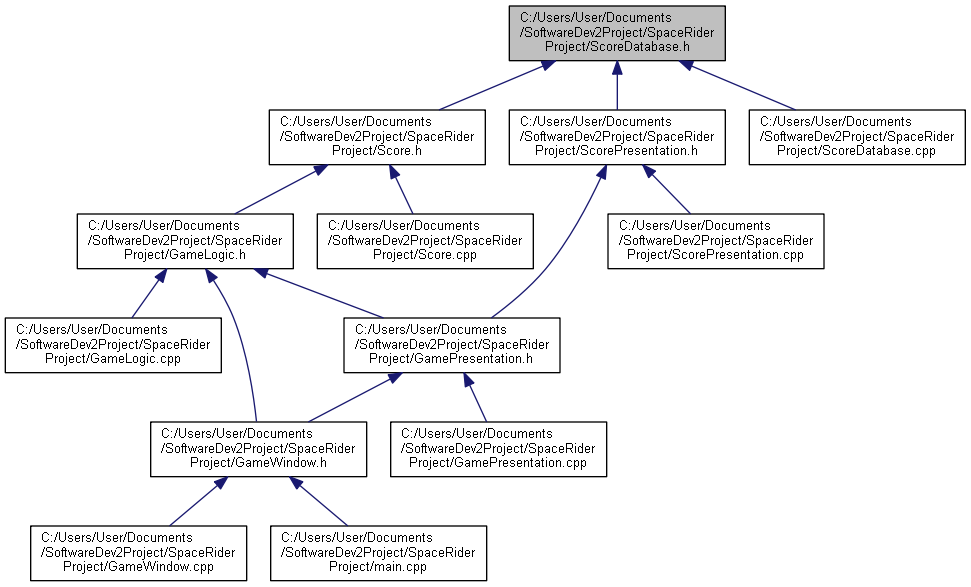 C:/Users/User/Documents
/SoftwareDev2Project/SpaceRider
Project/ScoreDatabase.h
C:/Users/User/Documents
/SoftwareDev2Project/SpaceRider
Project/Score.h
C:/Users/User/Documents
/SoftwareDev2Project/SpaceRider
Project/ScorePresentation.h
C:/Users/User/Documents
/SoftwareDev2Project/SpaceRider
Project/ScoreDatabase.cpp
C:/Users/User/Documents
/SoftwareDev2Project/SpaceRider
Project/GameLogic.h
C:/Users/User/Documents
/SoftwareDev2Project/SpaceRider
Project/Score.cpp
C:/Users/User/Documents
/SoftwareDev2Project/SpaceRider
Project/ScorePresentation.cpp
C:/Users/User/Documents
/SoftwareDev2Project/SpaceRider
Project/GameLogic.cpp
C:/Users/User/Documents
/SoftwareDev2Project/SpaceRider
Project/GamePresentation.h
C:/Users/User/Documents
/SoftwareDev2Project/SpaceRider
Project/GameWindow.h
C:/Users/User/Documents
/SoftwareDev2Project/SpaceRider
Project/GamePresentation.cpp
C:/Users/User/Documents
/SoftwareDev2Project/SpaceRider
Project/GameWindow.cpp
C:/Users/User/Documents
/SoftwareDev2Project/SpaceRider
Project/main.cpp